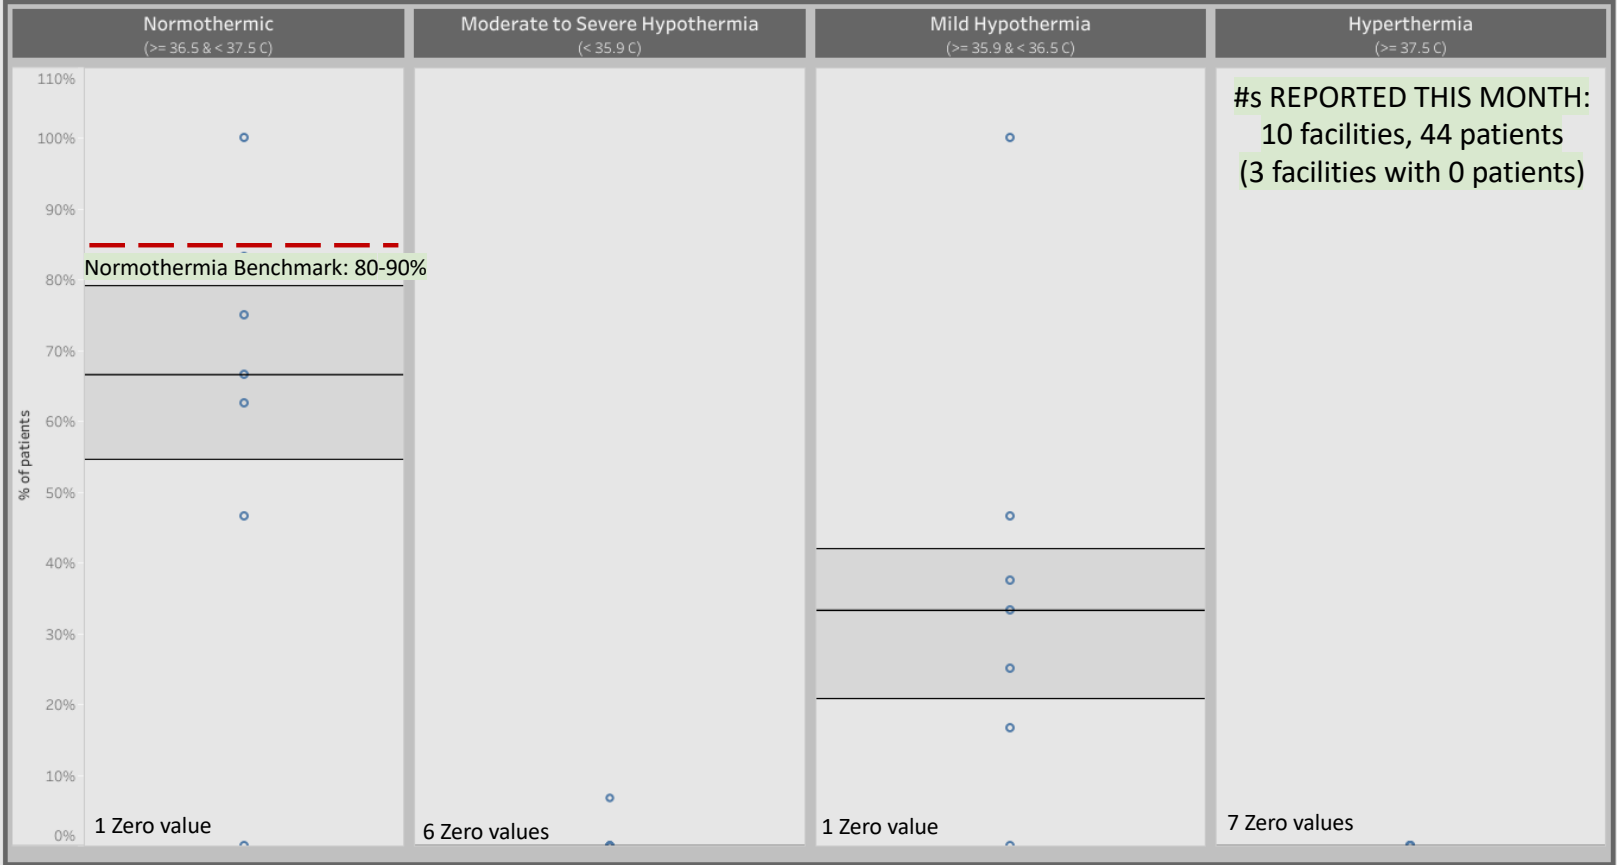 Normothermic
(>= 36.5 & < 37.5 C)
Moderate to Severe Hypothermia
(< 35.9 C)
Mild Hypothermia
(>= 35.9 & < 36.5 C)
Hyperthermia
(>= 37.5 C)
% of patients
110%
100%
90%
80%
70%
60%
50%
40%
30%
20%
10%
0%
Normothermia Benchmark: 80-90%
1 Zero value
6 Zero values
1 Zero value
#s REPORTED THIS MONTH:
10 facilities, 44 patients
(3 facilities with 0 patients)
7 Zero values